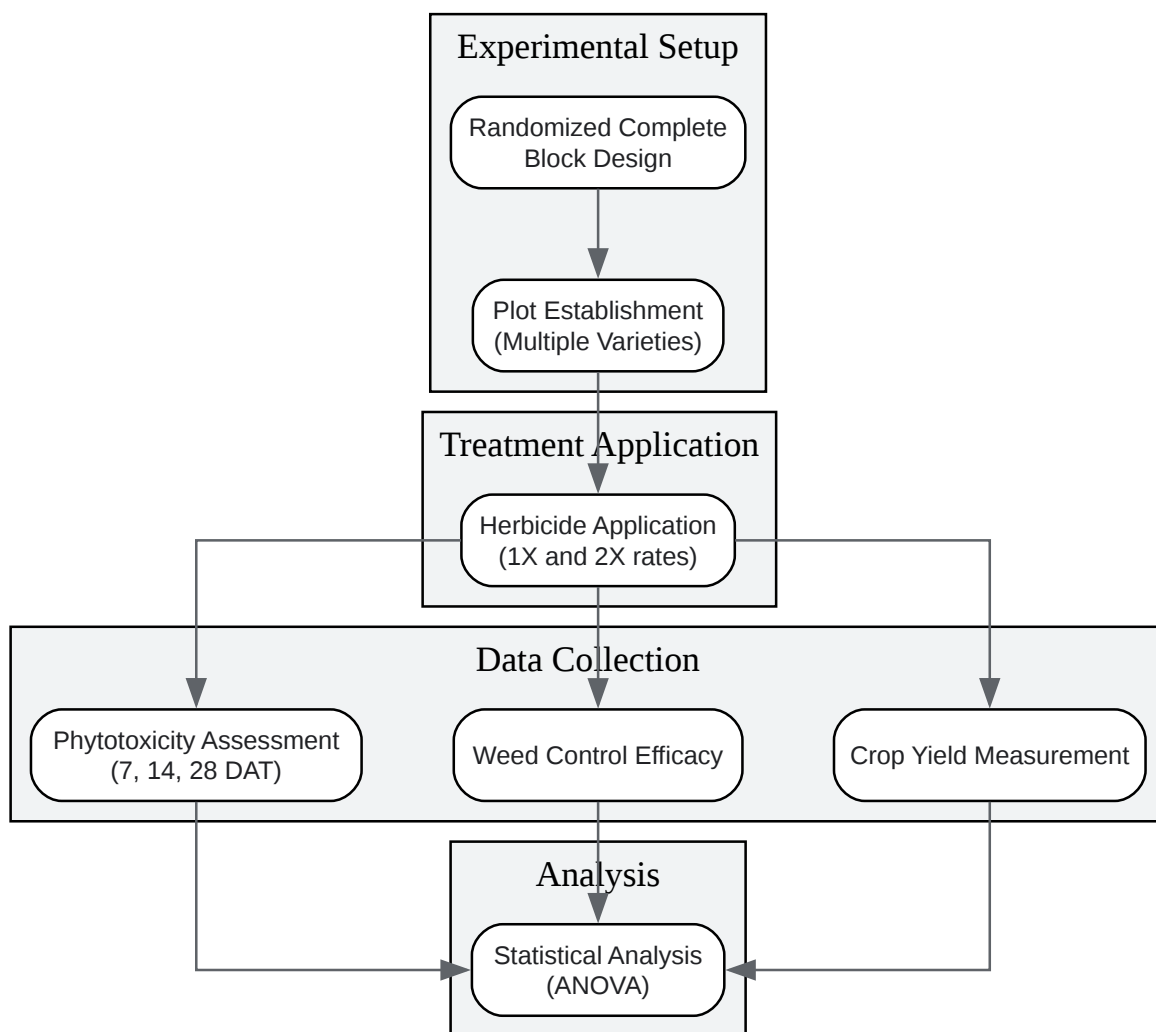 Experimental Setup
Randomized Complete
Block Design
Plot Establishment
(Multiple Varieties)
Treatment Application
Herbicide Application
(1X and 2X rates)
Data Collection
Phytotoxicity Assessment
(7, 14, 28 DAT)
Weed Control Efficacy
Crop Yield Measurement
Analysis
Statistical Analysis
(ANOVA)